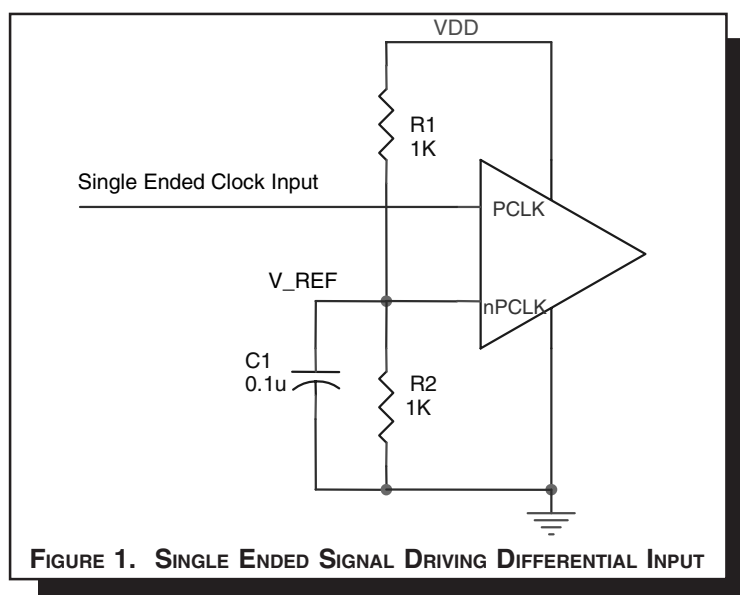 VDD
R1
1K
Single Ended Clock Input
PCLK
V_REF
nPCLK
C1
0.1u
R2
1K
FIGURE 1. SINGLE ENDED SIGNAL DRIVING DIFFERENTIAL INPUT